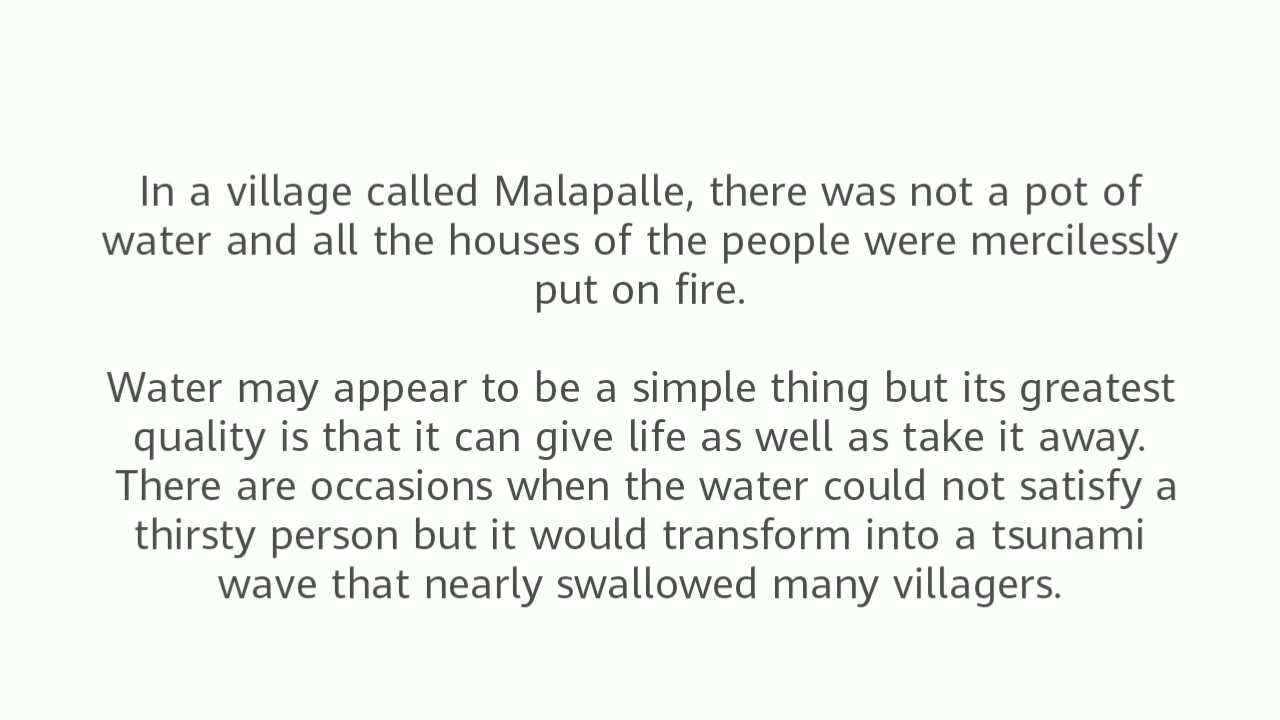 In a village called Malapalle, there was not a pot of
water and all the houses of the people were mercilessly
put on fire.
Water may appear to be a simple thing but its greatest
quality is that it can give life as well as take it away.
There are occasions when the water could not satisfy a
thirsty person but it would transform into a tsunami
wave that nearly swallowed many villagers.